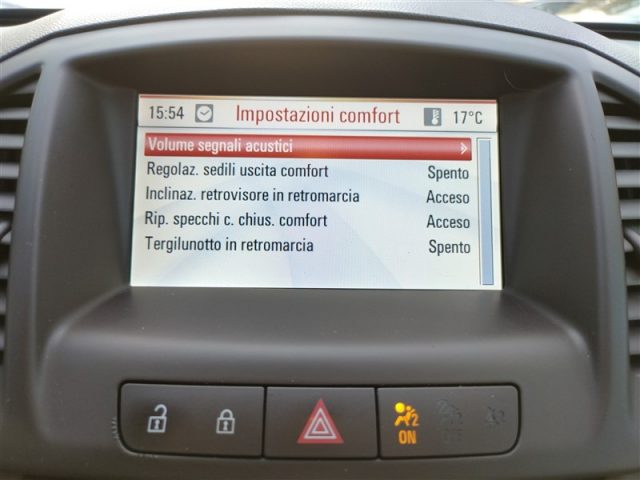 15:54 Impostazioni comfort 17°C
Volume segnali acustici
Regolaz. sedili uscita comfort Spento
Inclinaz. retrovisore in retromarcia Acceso
Rip. specchi c. chius. comfort Acceso
Tergilunotto in retromarcia Spento
2
ON